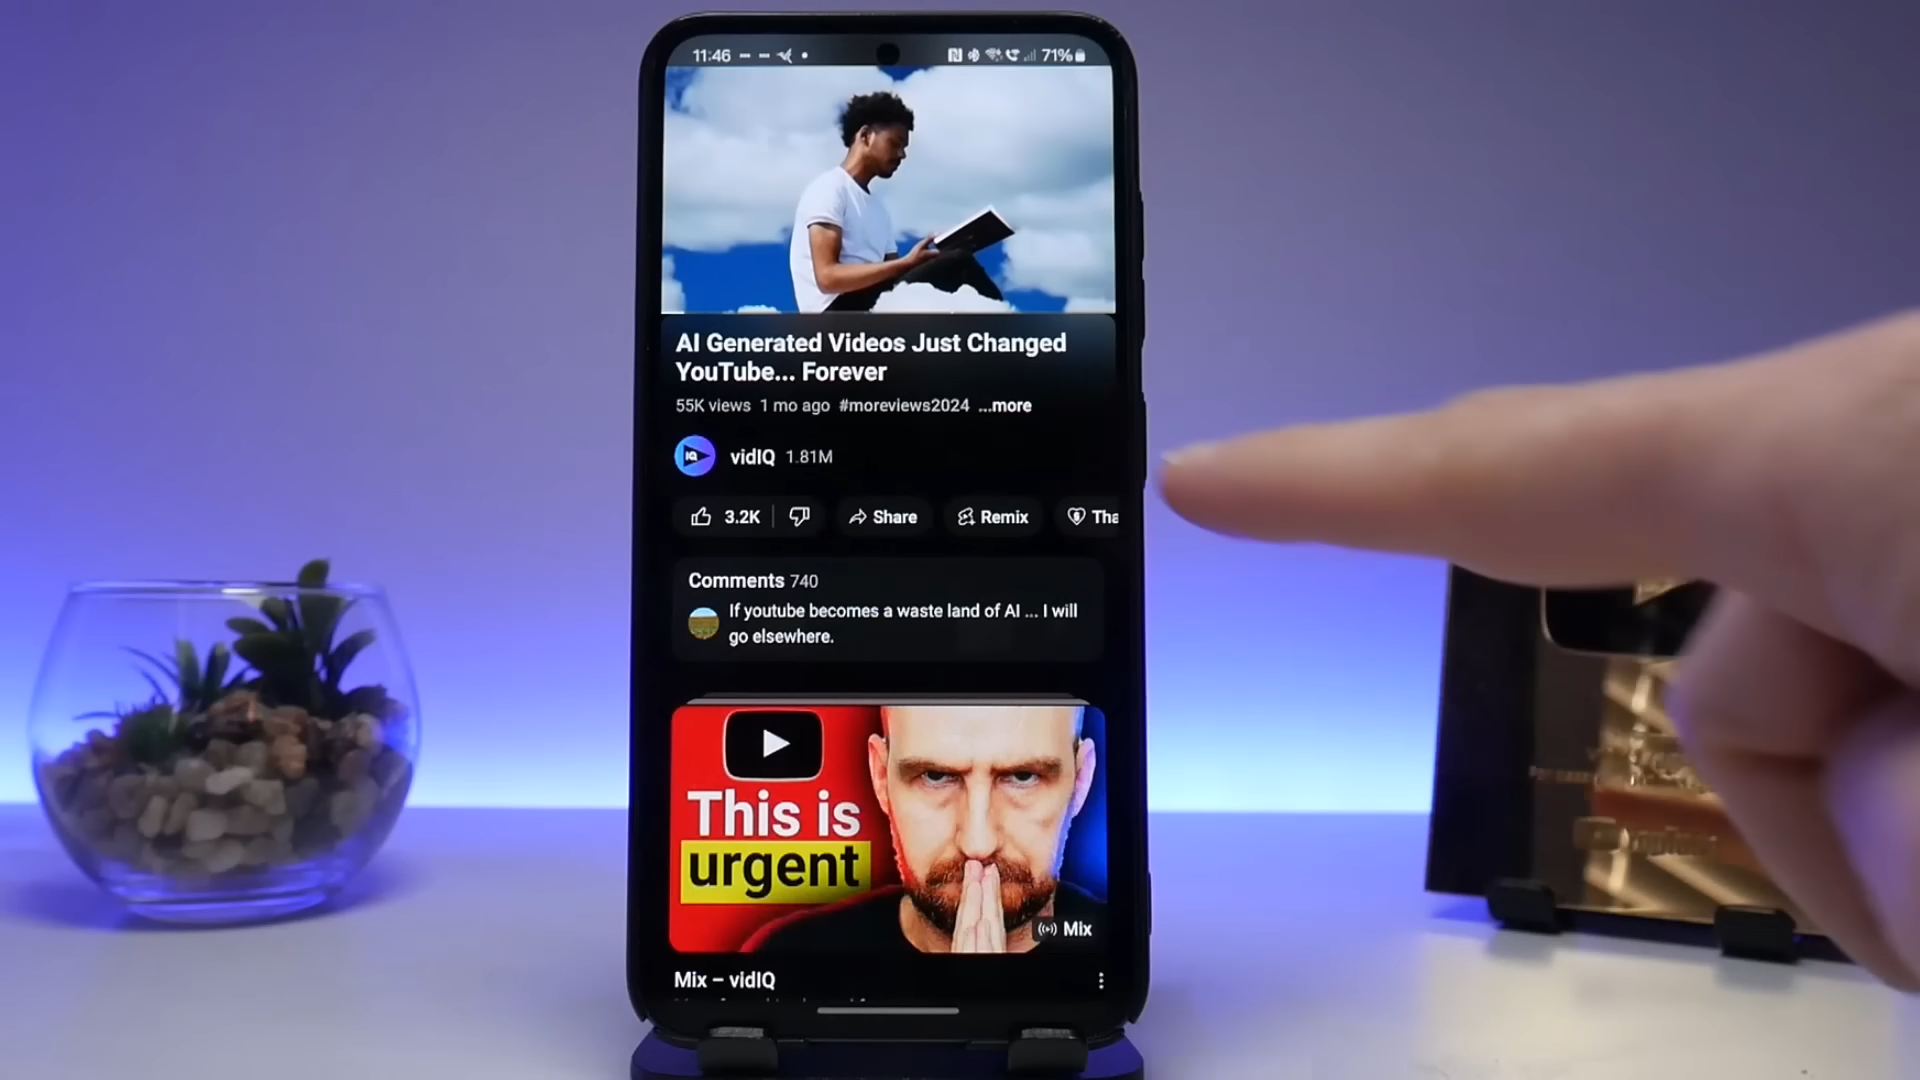 11:46
71%
AI Generated Videos Just Changed
YouTube... Forever
55K views 1 mo ago #moreviews2024 ...more
IQ
vidIQ 1.81M
3.2K
Share
Remix
Tha
Comments 740
If youtube becomes a waste land of AI ... I will
go elsewhere.
This is
urgent
Mix
Mix – vidIQ